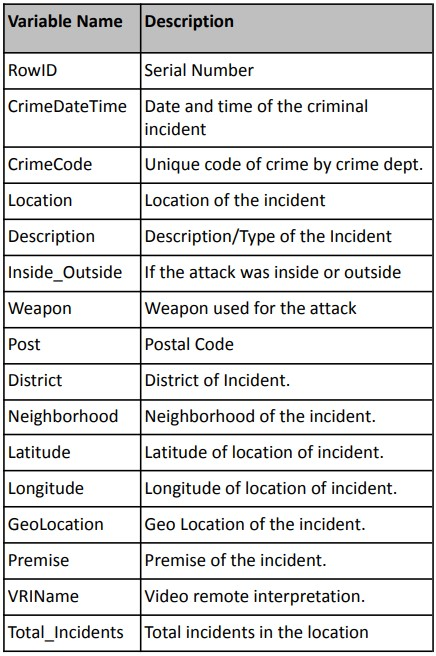 Variable Name Description
RowID Serial Number
CrimeDateTime Date and time of the criminal
incident
CrimeCode Unique code of crime by crime dept.
Location Location of the incident
Description Description/Type of the Incident
Inside_Outside If the attack was inside or outside
Weapon Weapon used for the attack
Post Postal Code
District District of Incident.
Neighborhood Neighborhood of the incident.
Latitude Latitude of location of incident.
Longitude Longitude of location of incident.
GeoLocation Geo Location of the incident.
Premise Premise of the incident.
VRIName Video remote interpretation.
Total_Incidents Total incidents in the location